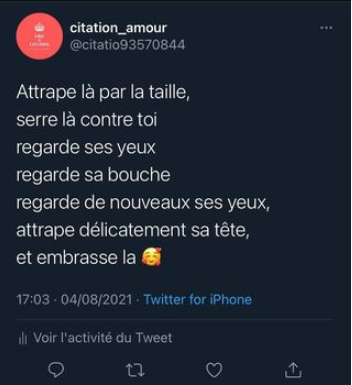 citation_amour
@citatio93570844
Attrape là par la taille,
serre là contre toi
regarde ses yeux
regarde sa bouche
regarde de nouveaux ses yeux,
attrape délicatement sa tête,
et embrasse la 🥰
17:03 · 04/08/2021 · Twitter for iPhone
Voir l'activité du Tweet